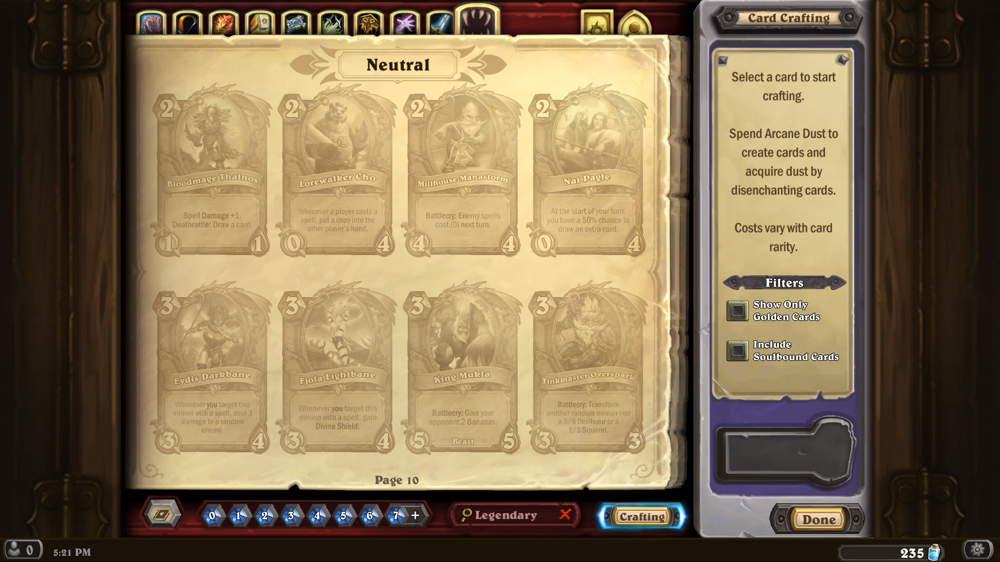 Neutral
2
2
2
2
Bloodmage Thalnos
Lorewalker Cho
Millhouse Manastorm
Nat Pagle
Spell Damage +1.
Deathrattle: Draw a card.
Whenever a player casts a
spell, put a copy into the
other player's hand.
Battlecry: Enemy spells
cost (0) next turn.
At the start of your turn,
you have a 50% chance to
draw an extra card.
1 1
0 4
4 4
0 4
3
3
3
3
Eydis Darkbane
Fjola Lightbane
King Mukla
Tinkmaster Overspark
Whenever you target this
minion with a spell, deal 3
damage to a random
enemy.
Whenever you target this
minion with a spell, gain
Divine Shield.
Battlecry: Give your
opponent 2 Bananas.
Beast
Battlecry: Transform
another random minion into
a 5/5 Devilsaur or a
1/1 Squirrel.
3 4
3 4
5 5
3 3
Page 10
0 1 2 3 4 5 6 7 +
Legendary
Crafting
Card Crafting
Select a card to start
crafting.
Spend Arcane Dust to
create cards and
acquire dust by
disenchanting cards.
Costs vary with card
rarity.
Filters
Show Only
Golden Cards
Include
Soulbound Cards
Done
0
5:21 PM
235